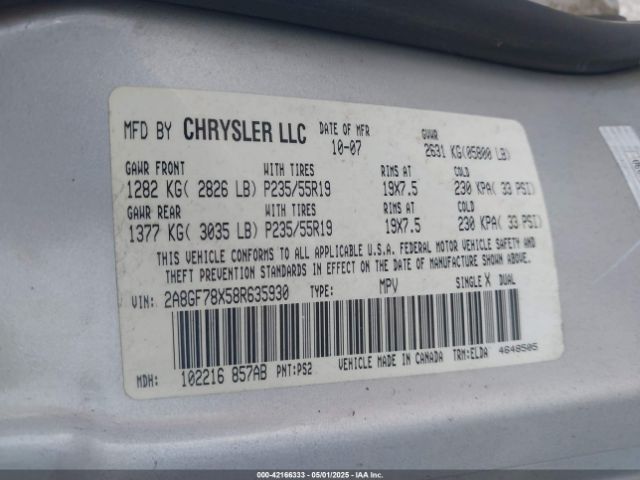 MFD BY CHRYSLER LLC DATE OF MFR 10-07 GVWR 2631 KG(05800 LB)
GAWR FRONT WITH TIRES RIMS AT COLD
1282 KG( 2826 LB) P235/55R19 19X7.5 230 KPA( 33 PSI)
GAWR REAR WITH TIRES RIMS AT COLD
1377 KG( 3035 LB) P235/55R19 19X7.5 230 KPA( 33 PSI)
THIS VEHICLE CONFORMS TO ALL APPLICABLE U.S.A. FEDERAL MOTOR VEHICLE SAFETY AND
THEFT PREVENTION STANDARDS IN EFFECT ON THE DATE OF MANUFACTURE SHOWN ABOVE.
VIN: 2A8GF78X58R635930 TYPE: MPV SINGLE X DUAL
MDH: 102216 857AB PNT:PS2 VEHICLE MADE IN CANADA TRM:ELDA 4648505
000-42166333 - 05/01/2025 - IAAI, Inc.